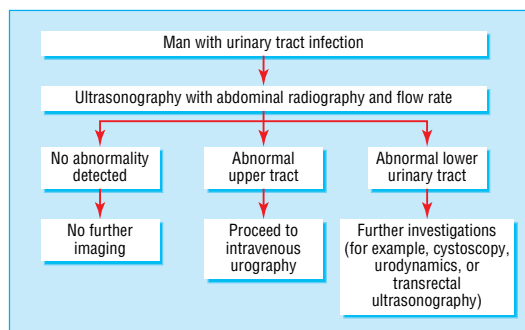 Man with urinary tract infection
Ultrasonography with abdominal radiography and flow rate
No abnormality
detected
Abnormal
upper tract
Abnormal lower
urinary tract
No further
imaging
Proceed to
intravenous
urography
Further investigations
(for example, cystoscopy,
urodynamics, or
transrectal
ultrasonography)